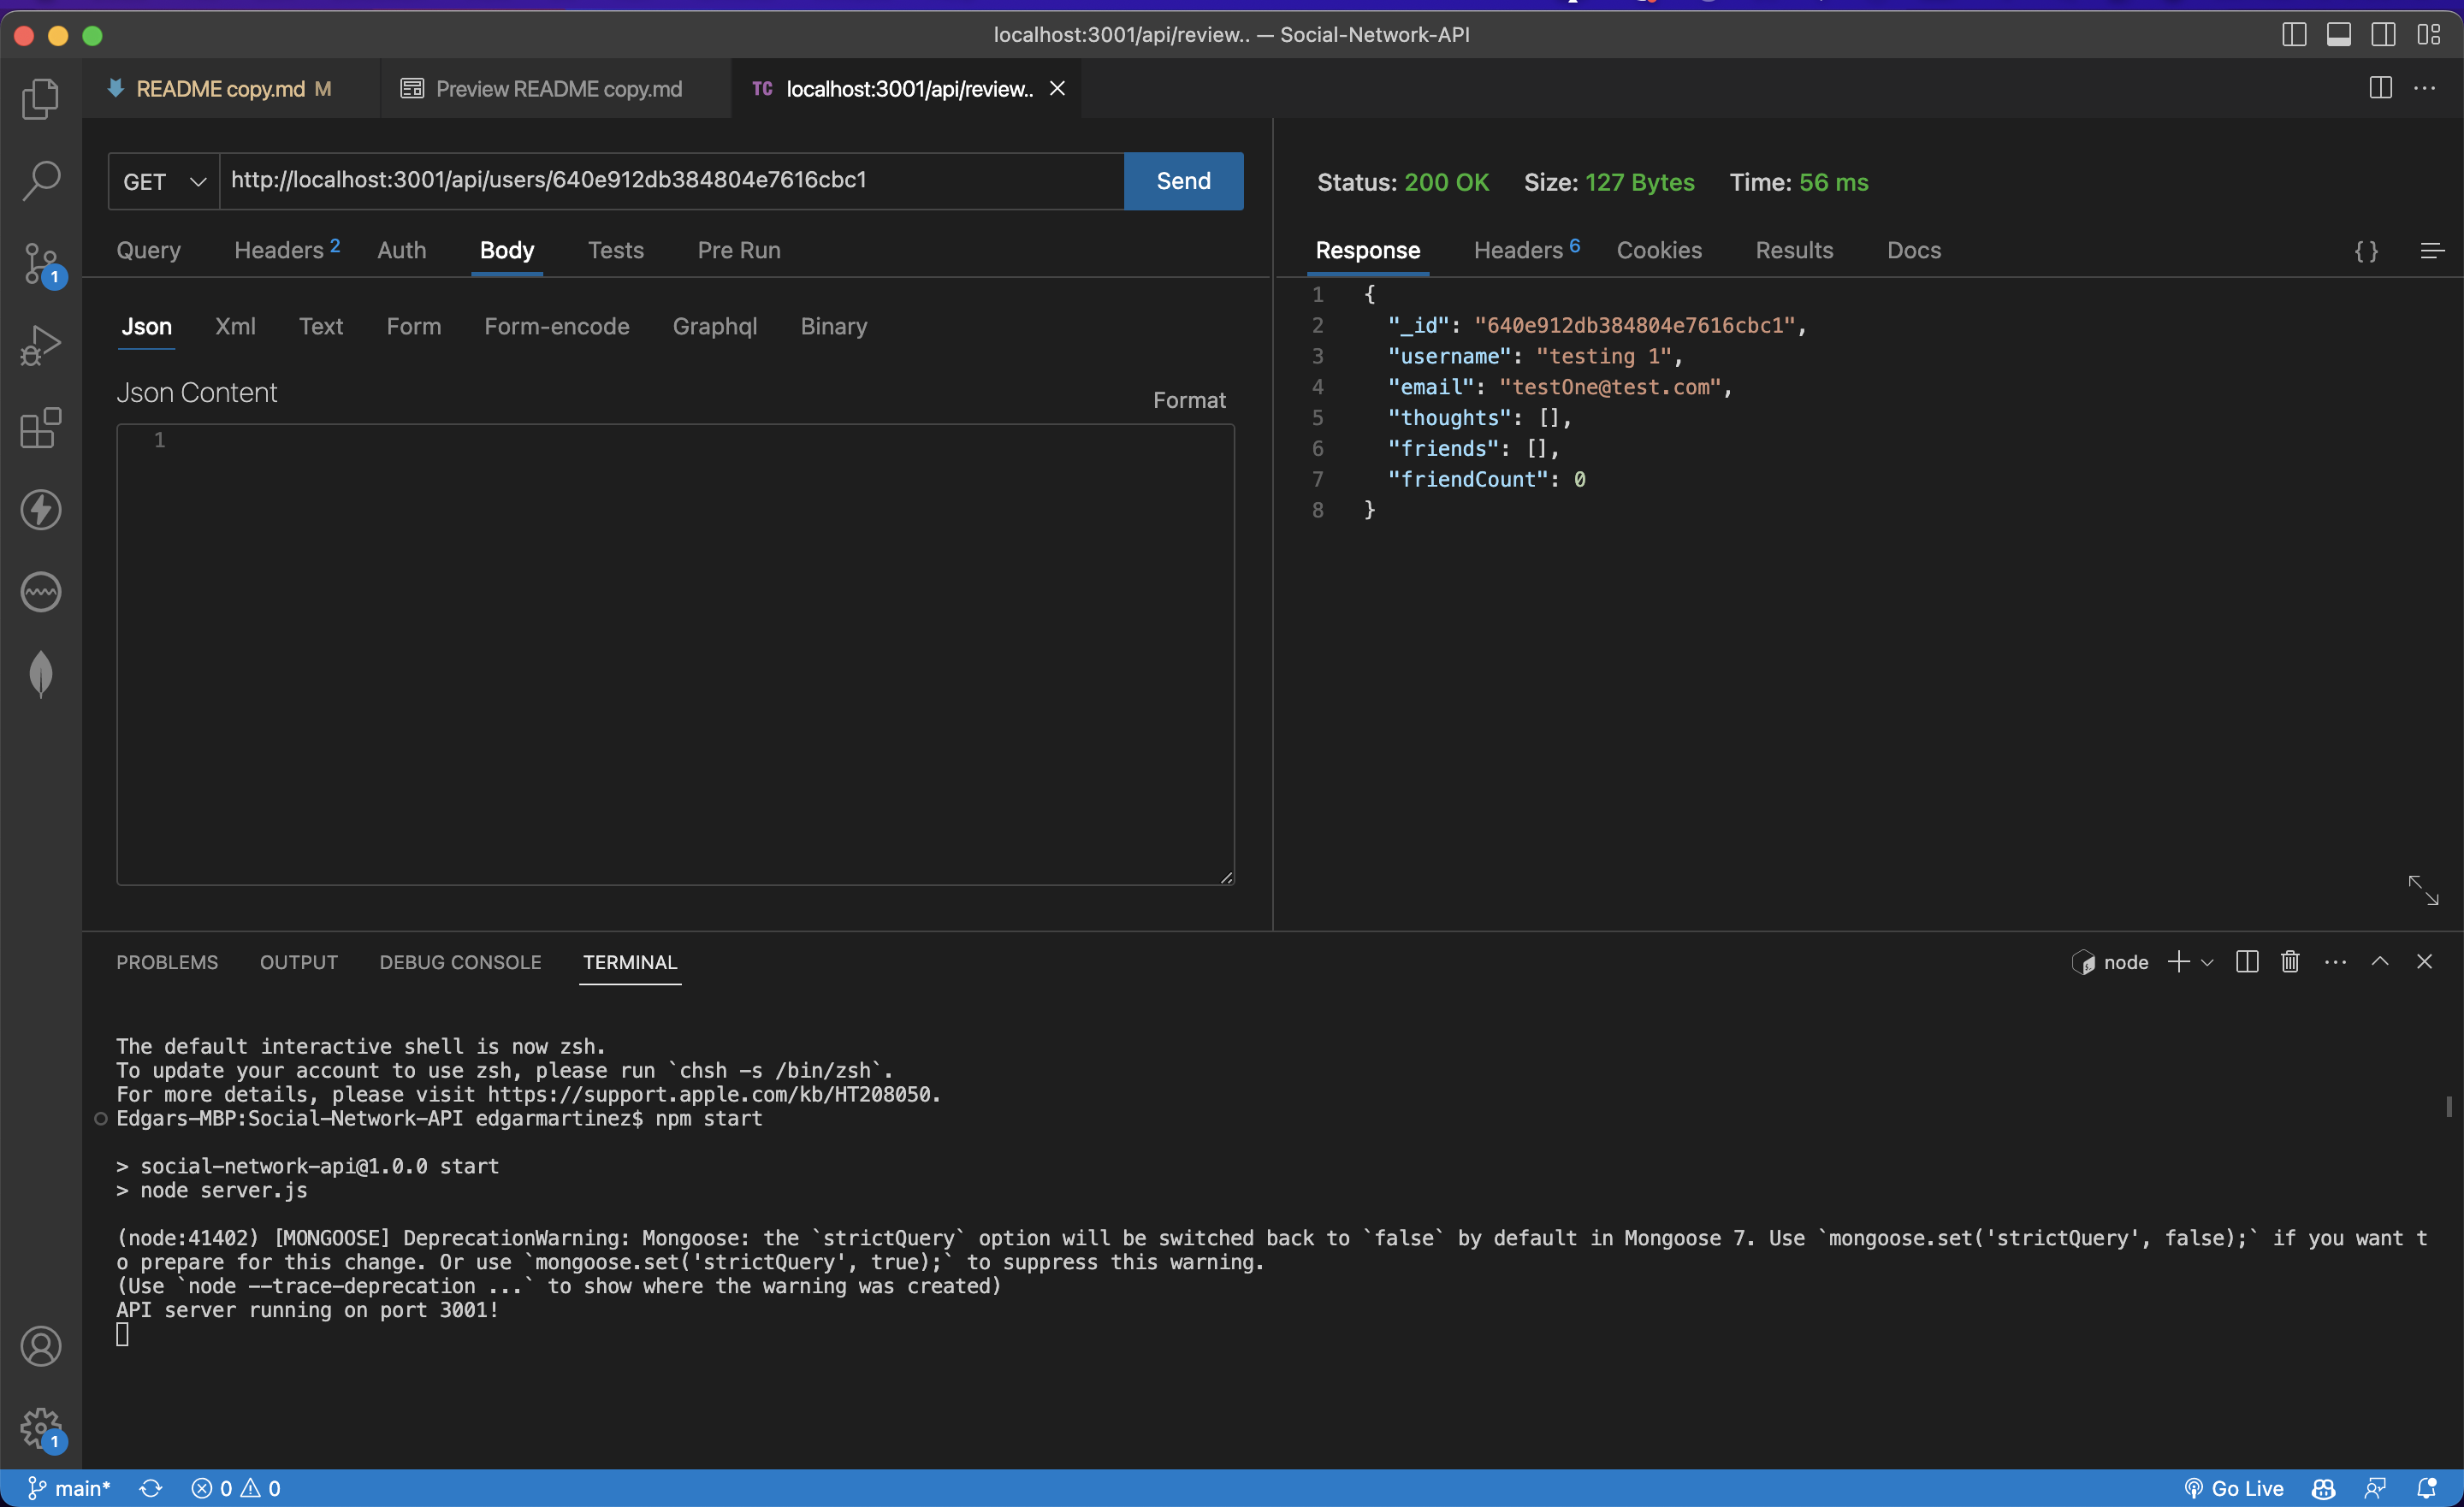 localhost:3001/api/review.. — Social-Network-API
README copy.md M
Preview README copy.md
TC localhost:3001/api/review..
GET http://localhost:3001/api/users/640e912db384804e7616cbc1 Send
Status: 200 OK Size: 127 Bytes Time: 56 ms
Query Headers 2 Auth Body Tests Pre Run
Response Headers 6 Cookies Results Docs
{ }
Json Xml Text Form Form-encode Graphql Binary
Json Content
Format
1
1 {
2 "_id": "640e912db384804e7616cbc1",
3 "username": "testing 1",
4 "email": "testOne@test.com",
5 "thoughts": [],
6 "friends": [],
7 "friendCount": 0
8 }
1
PROBLEMS OUTPUT DEBUG CONSOLE TERMINAL
node
The default interactive shell is now zsh.
To update your account to use zsh, please run `chsh -s /bin/zsh`.
For more details, please visit https://support.apple.com/kb/HT208050.
Edgars-MBP:Social-Network-API edgarmartinez$ npm start
> social-network-api@1.0.0 start
> node server.js
(node:41402) [MONGOOSE] DeprecationWarning: Mongoose: the `strictQuery` option will be switched back to `false` by default in Mongoose 7. Use `mongoose.set('strictQuery', false);` if you want t
o prepare for this change. Or use `mongoose.set('strictQuery', true);` to suppress this warning.
(Use `node --trace-deprecation ...` to show where the warning was created)
API server running on port 3001!
1
main* 0 0
Go Live